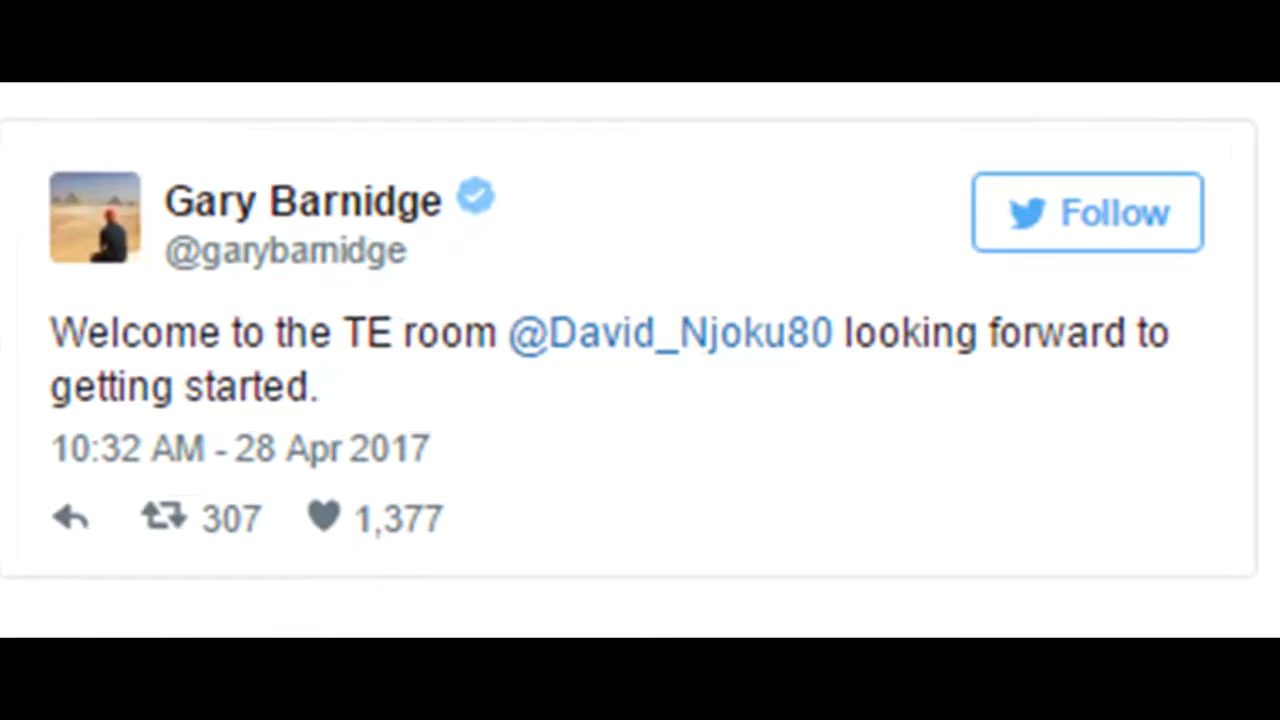 Gary Barnidge
@garybarnidge
Follow
Welcome to the TE room @David_Njoku80 looking forward to
getting started.
10:32 AM - 28 Apr 2017
307 1,377